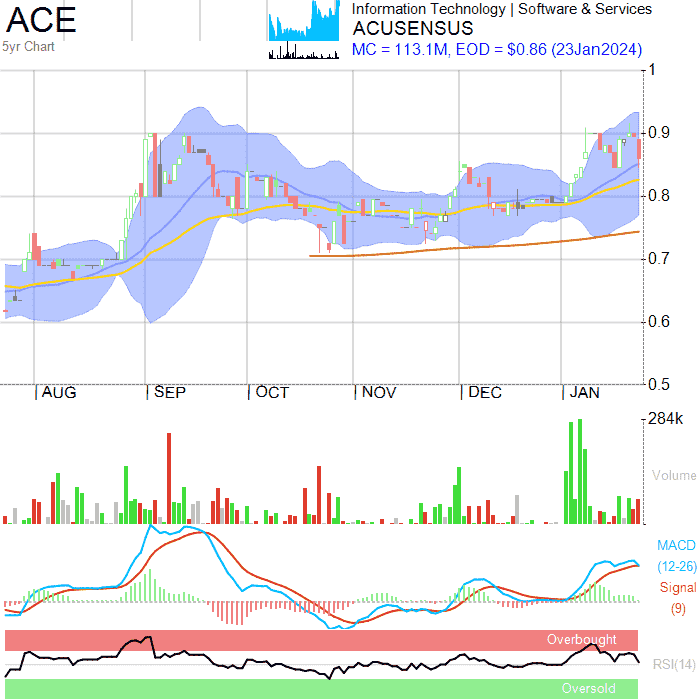 ACE
5yr Chart
Information Technology | Software & Services
ACUSENSUS
MC = 113.1M, EOD = $0.86 (23Jan2024)
1
0.9
0.8
0.7
0.6
0.5
| AUG | SEP | OCT | NOV | DEC | JAN
284k
Volume
MACD
(12-26)
Signal
(9)
Overbought
RSI(14)
Oversold